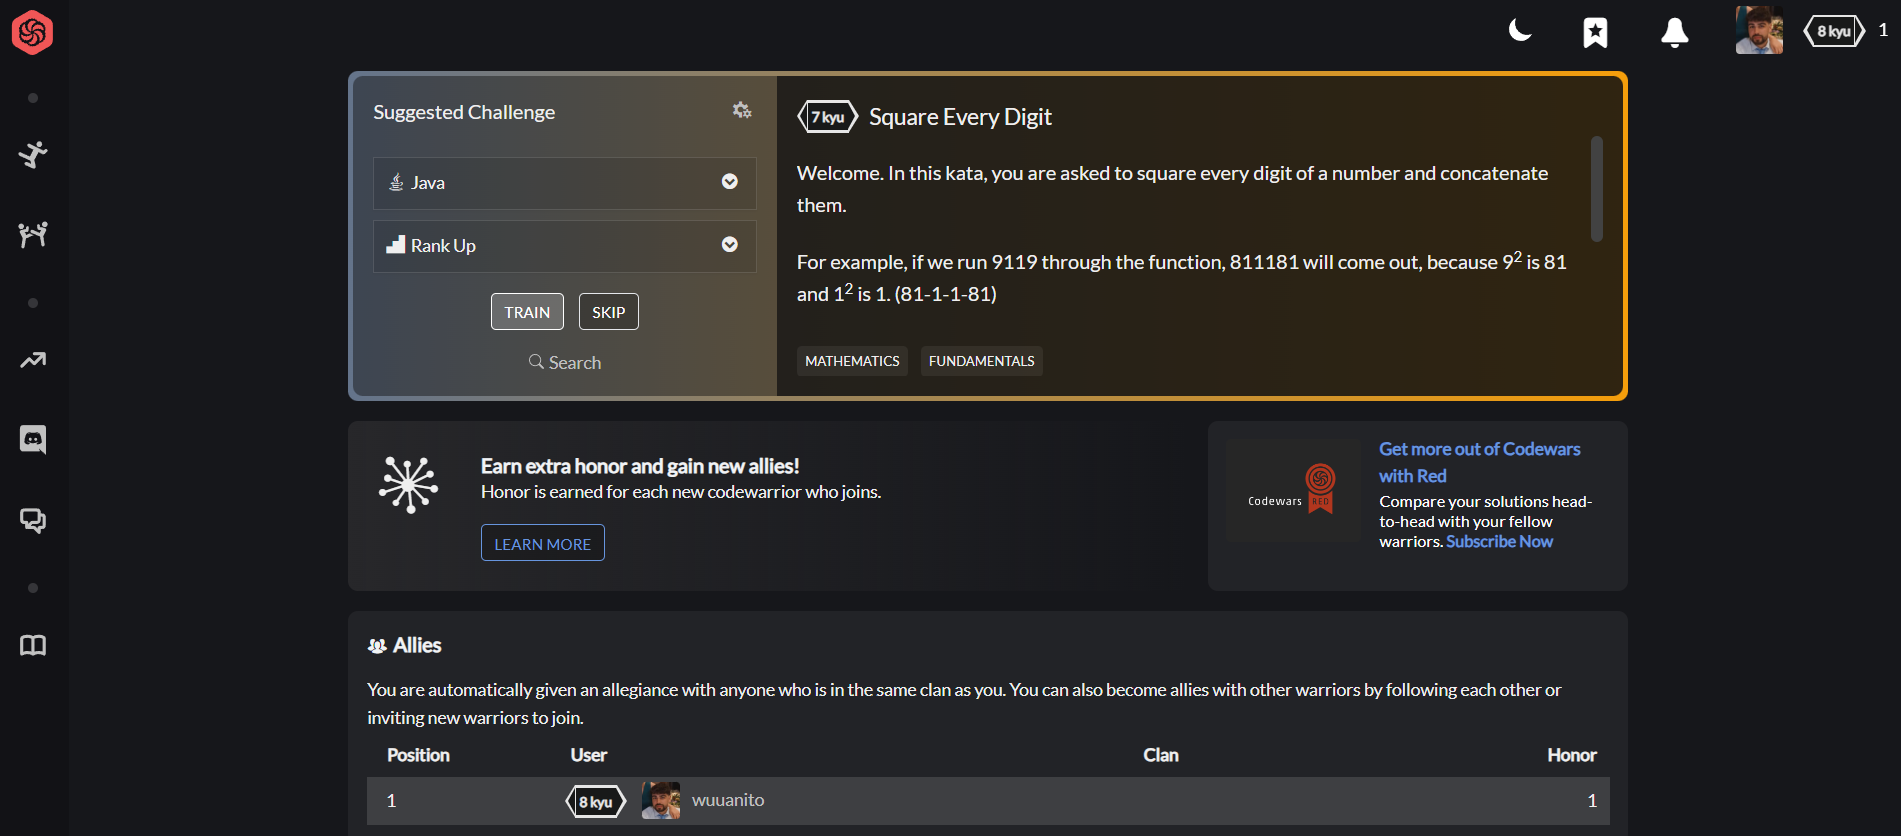 8 kyu 1
Suggested Challenge
Java
Rank Up
TRAIN SKIP
Search
7 kyu Square Every Digit
Welcome. In this kata, you are asked to square every digit of a number and concatenate
them.
For example, if we run 9119 through the function, 811181 will come out, because 9² is 81
and 1² is 1. (81-1-1-81)
MATHEMATICS FUNDAMENTALS
Earn extra honor and gain new allies!
Honor is earned for each new codewarrior who joins.
LEARN MORE
Codewars RED
Get more out of Codewars
with Red
Compare your solutions head-
to-head with your fellow
warriors. Subscribe Now
Allies
You are automatically given an allegiance with anyone who is in the same clan as you. You can also become allies with other warriors by following each other or
inviting new warriors to join.
Position User Clan Honor
1 8 kyu wuuanito 1